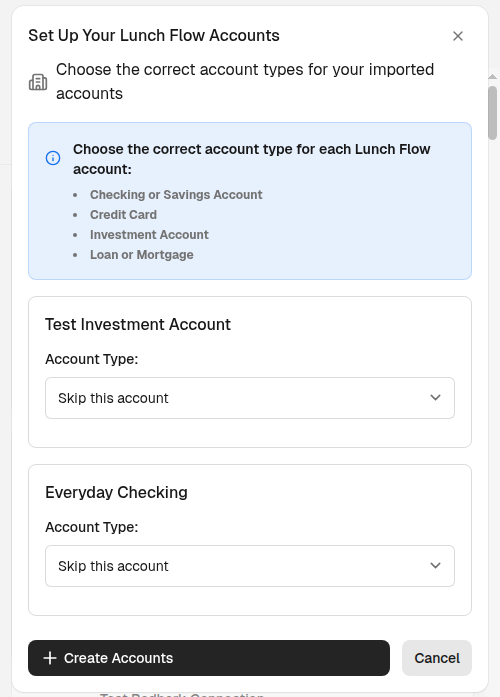 Set Up Your Lunch Flow Accounts
Choose the correct account types for your imported
accounts
Choose the correct account type for each Lunch Flow
account:
• Checking or Savings Account
• Credit Card
• Investment Account
• Loan or Mortgage
Test Investment Account
Account Type:
Skip this account
Everyday Checking
Account Type:
Skip this account
Create Accounts
Cancel